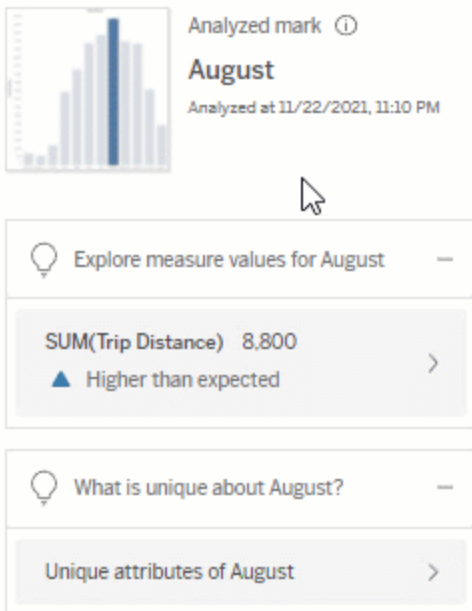 Analyzed mark
August
Analyzed at 11/22/2021, 11:10 PM
Explore measure values for August
SUM(Trip Distance) 8,800
Higher than expected
What is unique about August?
Unique attributes of August